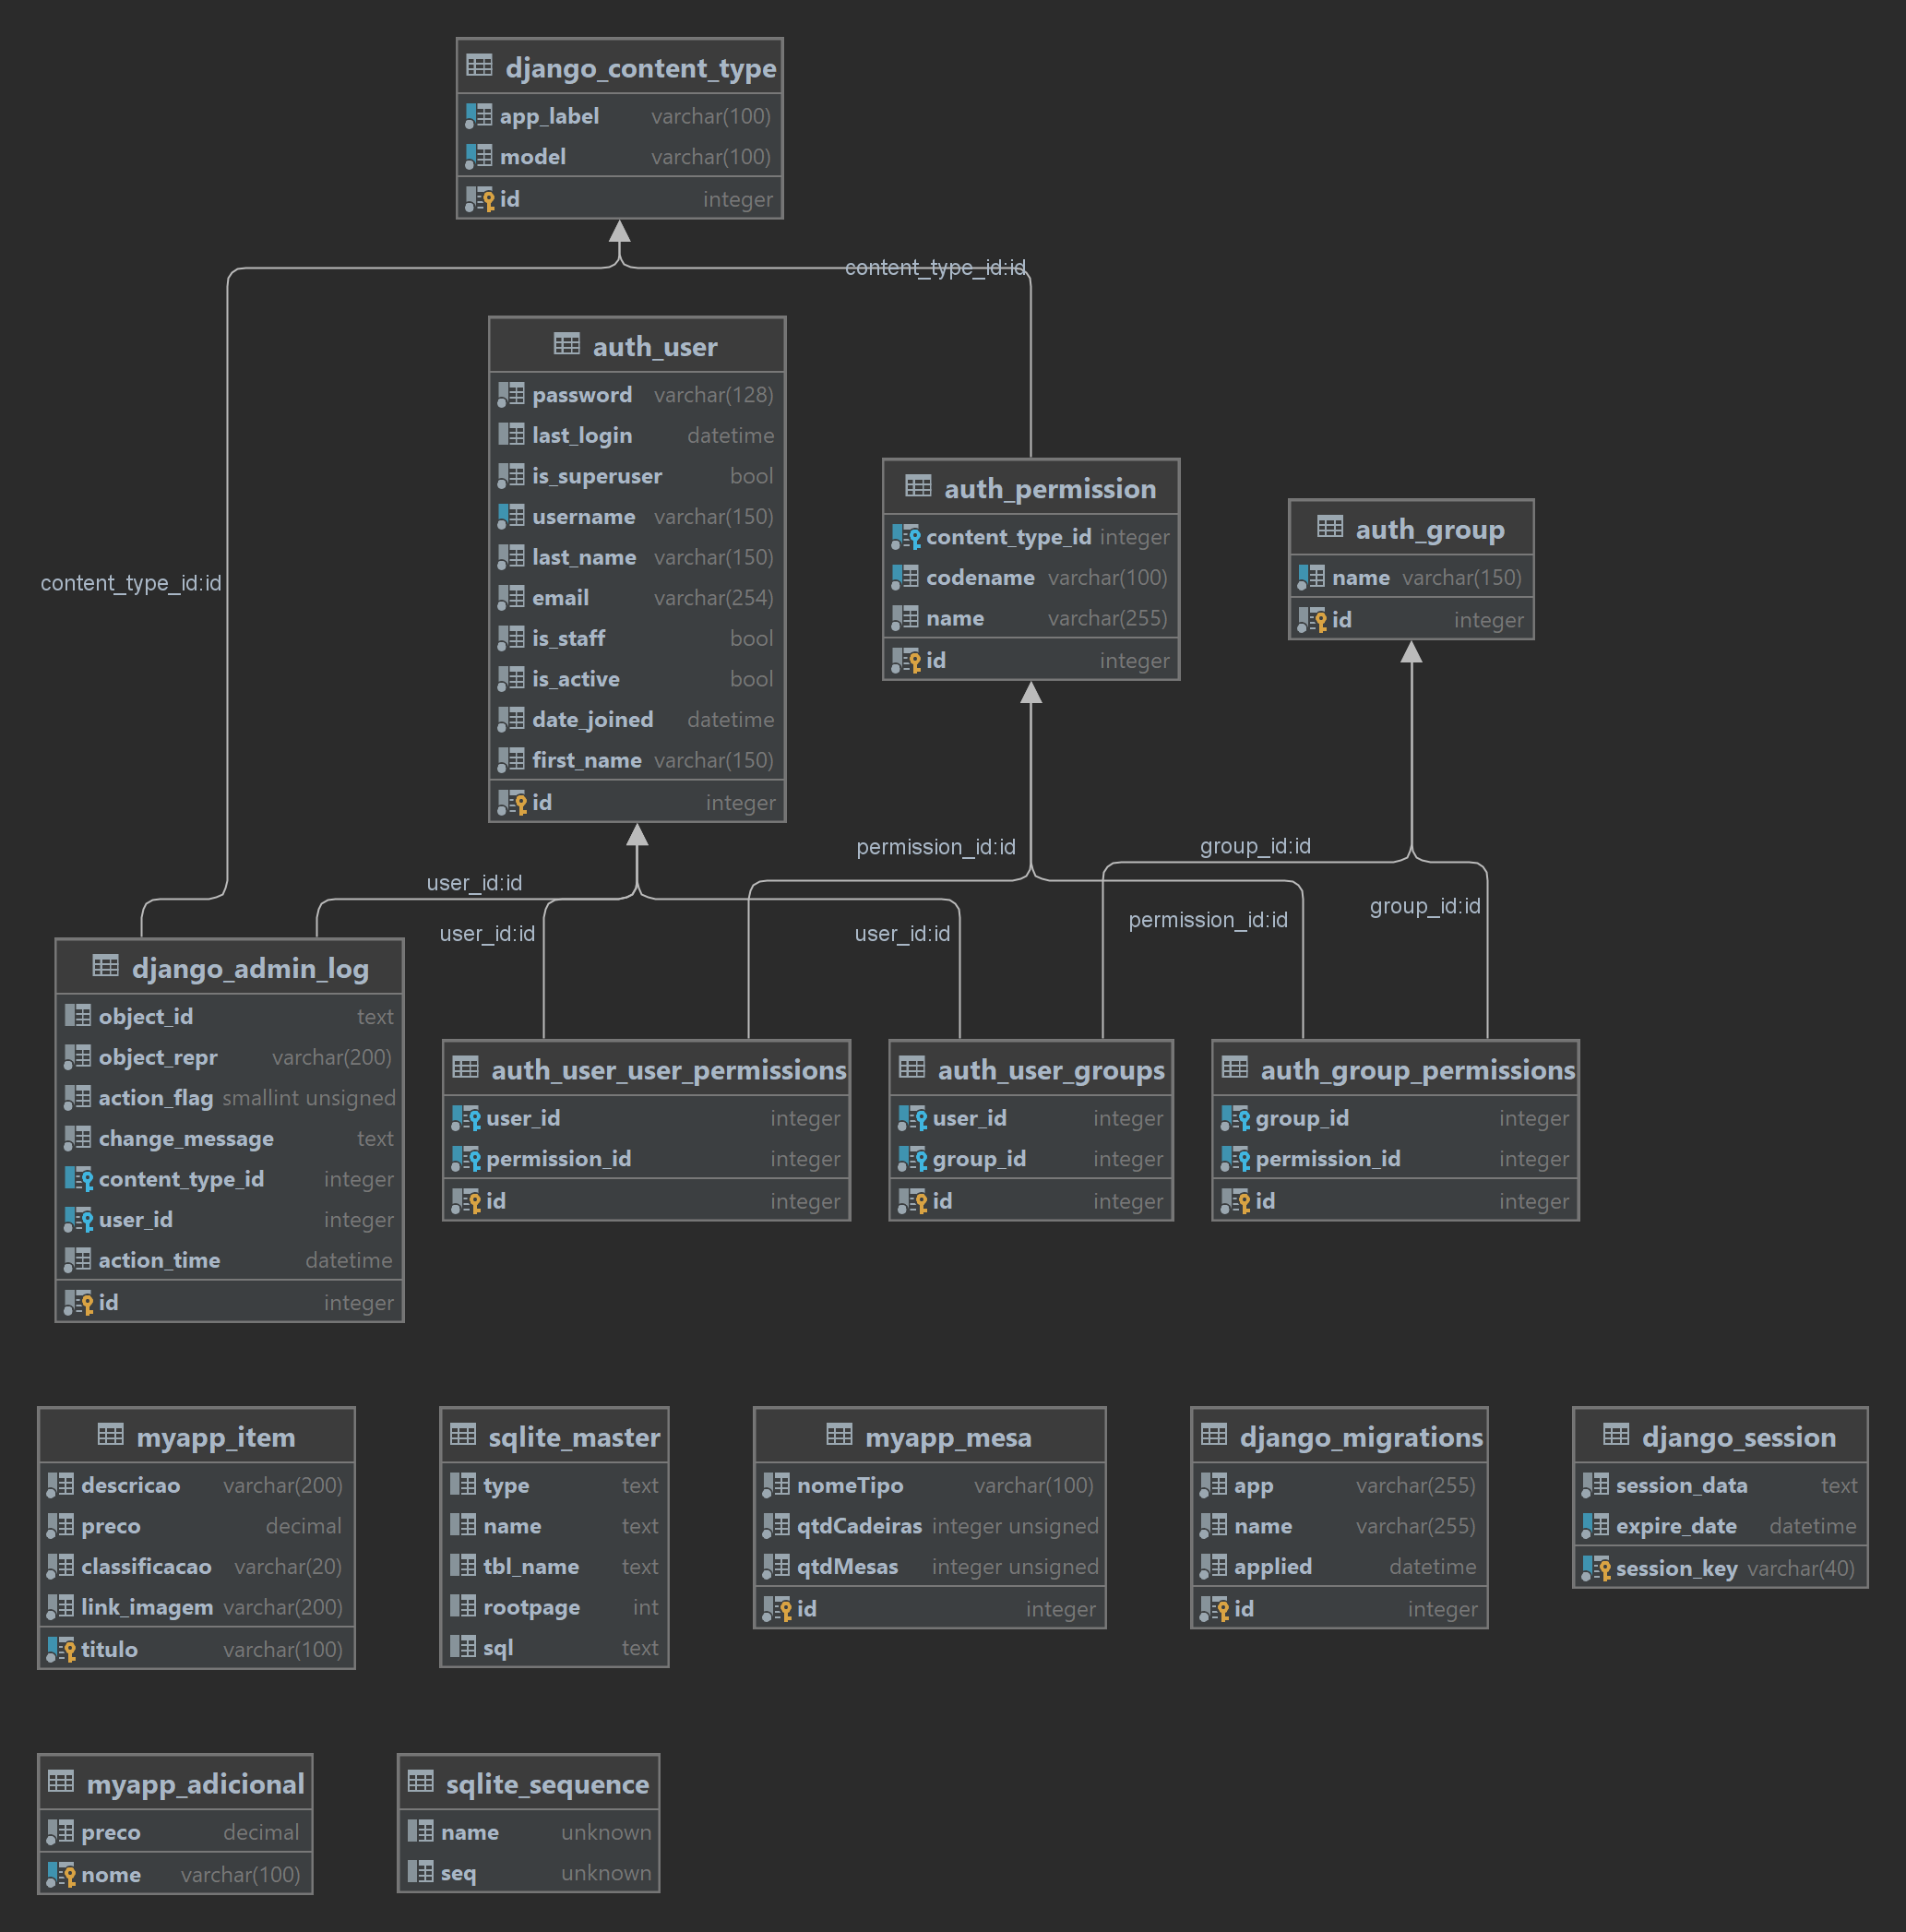 django_content_type
app_label varchar(100)
model varchar(100)
id integer
content_type_id:id
content_type_id:id
auth_user
password varchar(128)
last_login datetime
is_superuser bool
username varchar(150)
last_name varchar(150)
email varchar(254)
is_staff bool
is_active bool
date_joined datetime
first_name varchar(150)
id integer
auth_permission
content_type_id integer
codename varchar(100)
name varchar(255)
id integer
auth_group
name varchar(150)
id integer
user_id:id
user_id:id
user_id:id
permission_id:id
permission_id:id
group_id:id
group_id:id
django_admin_log
object_id text
object_repr varchar(200)
action_flag smallint unsigned
change_message text
content_type_id integer
user_id integer
action_time datetime
id integer
auth_user_user_permissions
user_id integer
permission_id integer
id integer
auth_user_groups
user_id integer
group_id integer
id integer
auth_group_permissions
group_id integer
permission_id integer
id integer
myapp_item
descricao varchar(200)
preco decimal
classificacao varchar(20)
link_imagem varchar(200)
titulo varchar(100)
sqlite_master
type text
name text
tbl_name text
rootpage int
sql text
myapp_mesa
nomeTipo varchar(100)
qtdCadeiras integer unsigned
qtdMesas integer unsigned
id integer
django_migrations
app varchar(255)
name varchar(255)
applied datetime
id integer
django_session
session_data text
expire_date datetime
session_key varchar(40)
myapp_adicional
preco decimal
nome varchar(100)
sqlite_sequence
name unknown
seq unknown